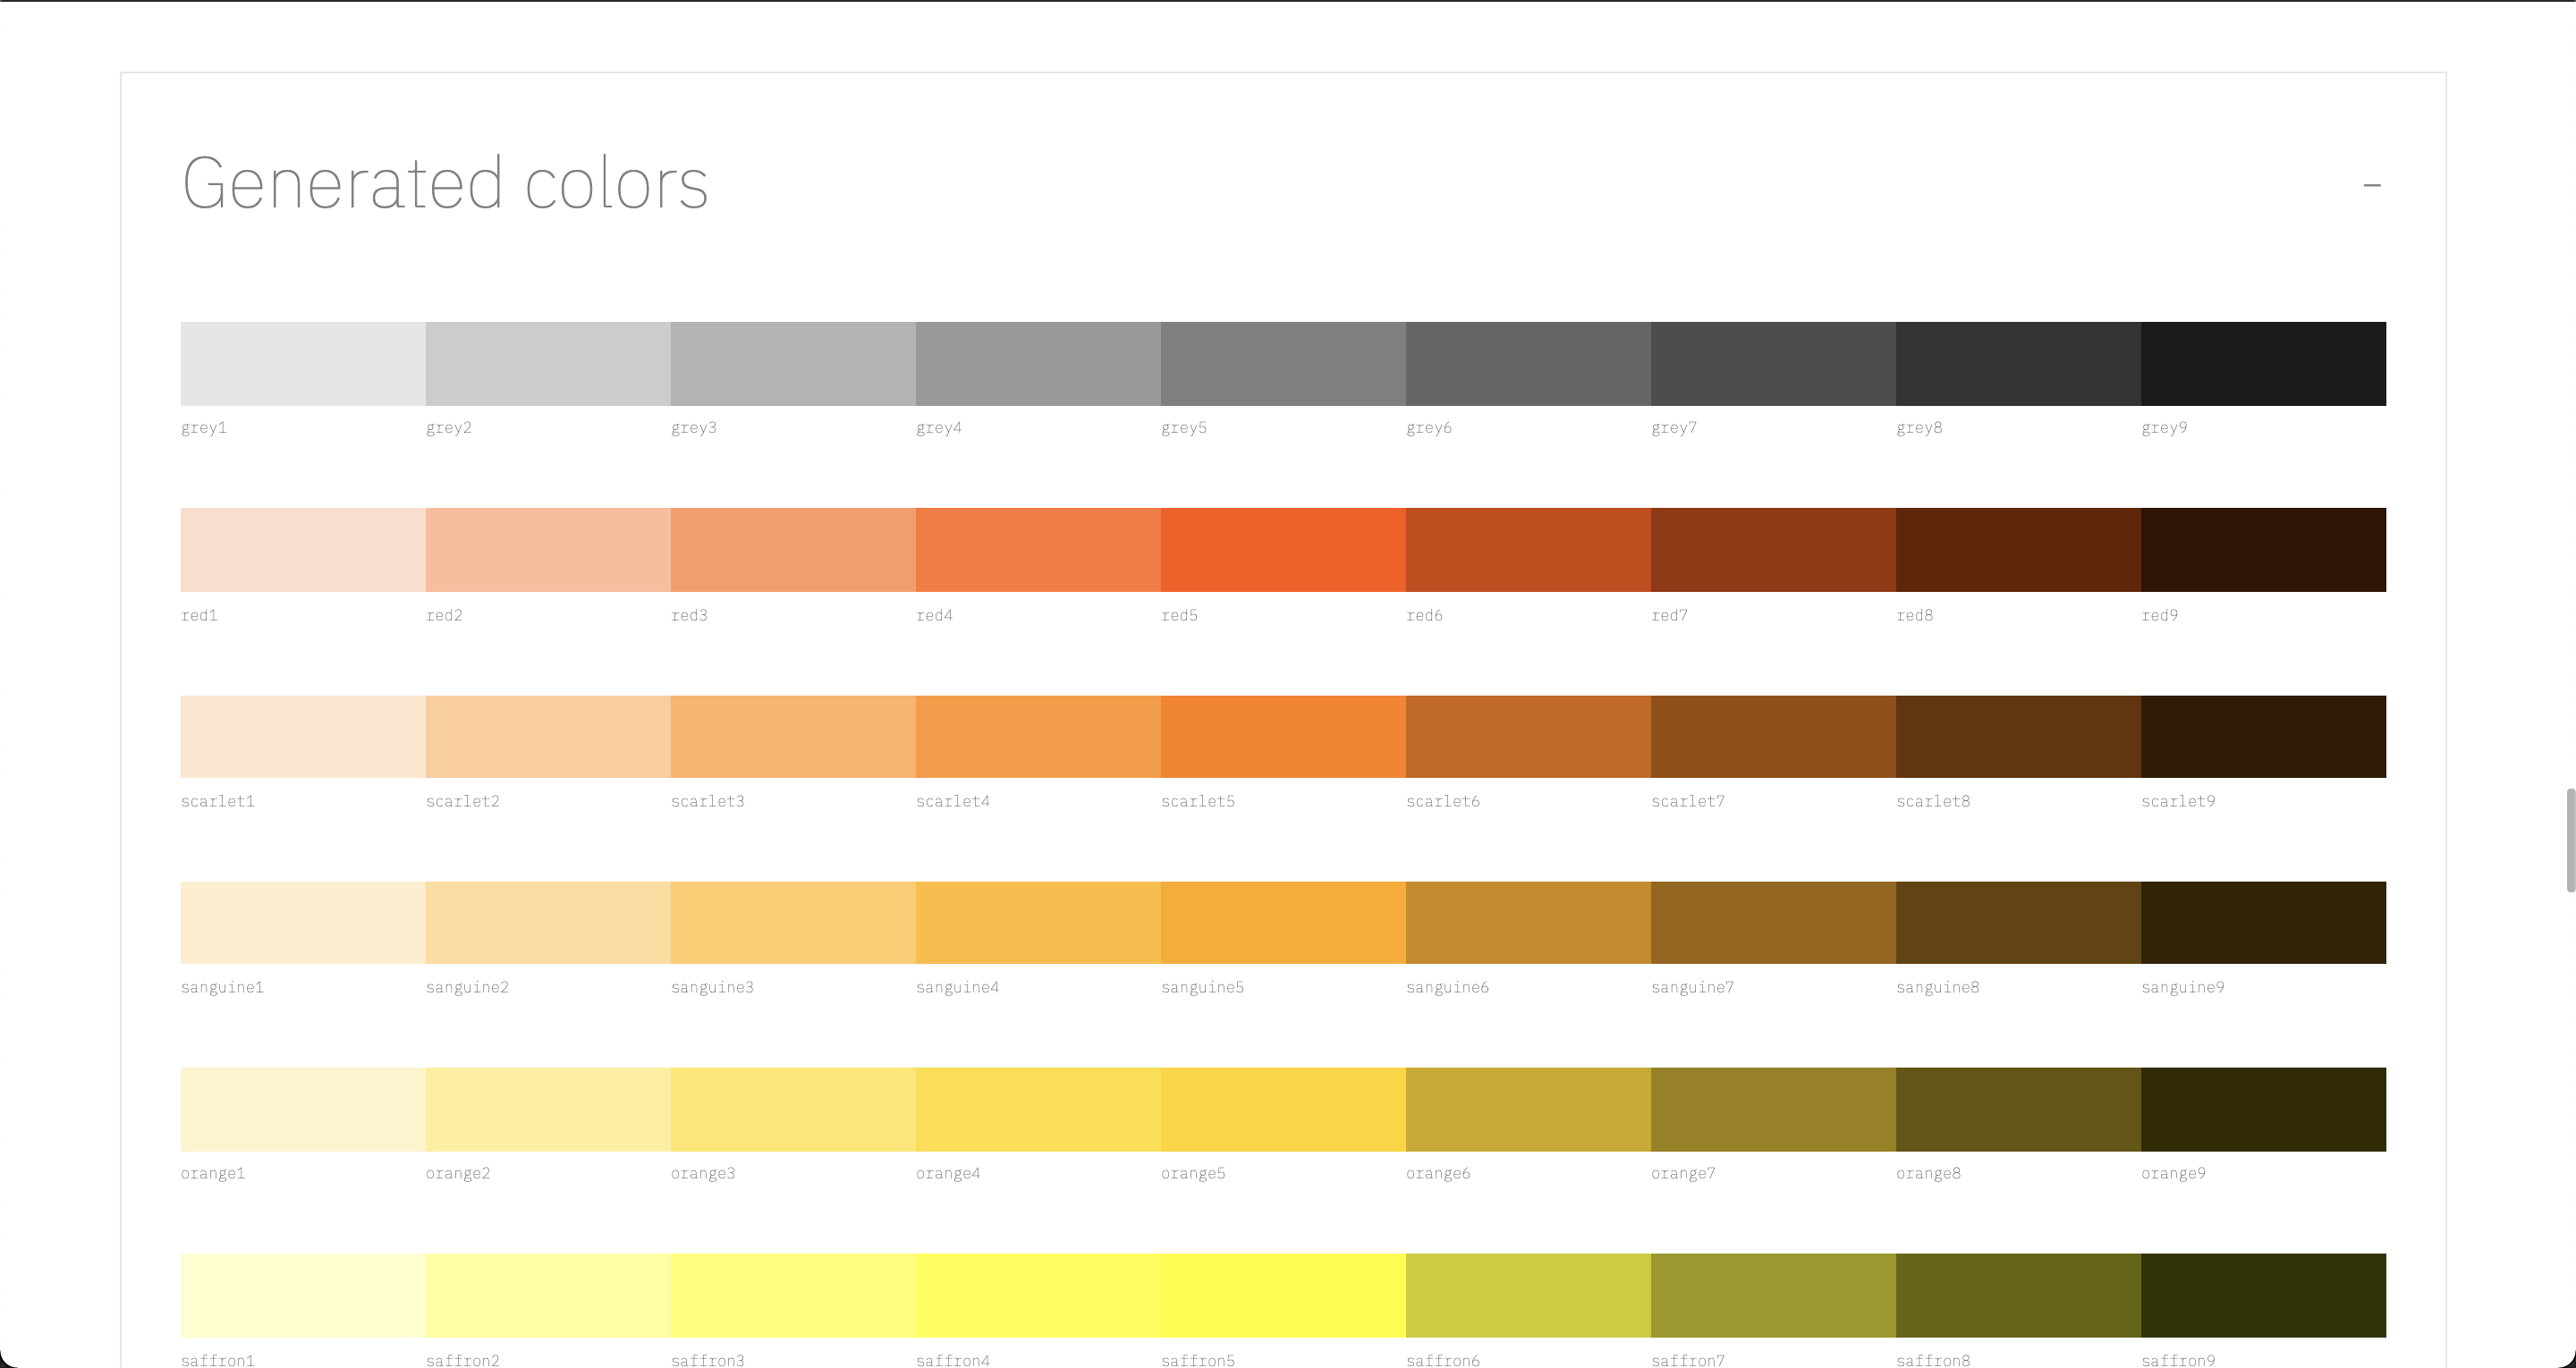 Generated colors
grey1 grey2 grey3 grey4 grey5 grey6 grey7 grey8 grey9
red1 red2 red3 red4 red5 red6 red7 red8 red9
scarlet1 scarlet2 scarlet3 scarlet4 scarlet5 scarlet6 scarlet7 scarlet8 scarlet9
sanguine1 sanguine2 sanguine3 sanguine4 sanguine5 sanguine6 sanguine7 sanguine8 sanguine9
orange1 orange2 orange3 orange4 orange5 orange6 orange7 orange8 orange9
saffron1 saffron2 saffron3 saffron4 saffron5 saffron6 saffron7 saffron8 saffron9